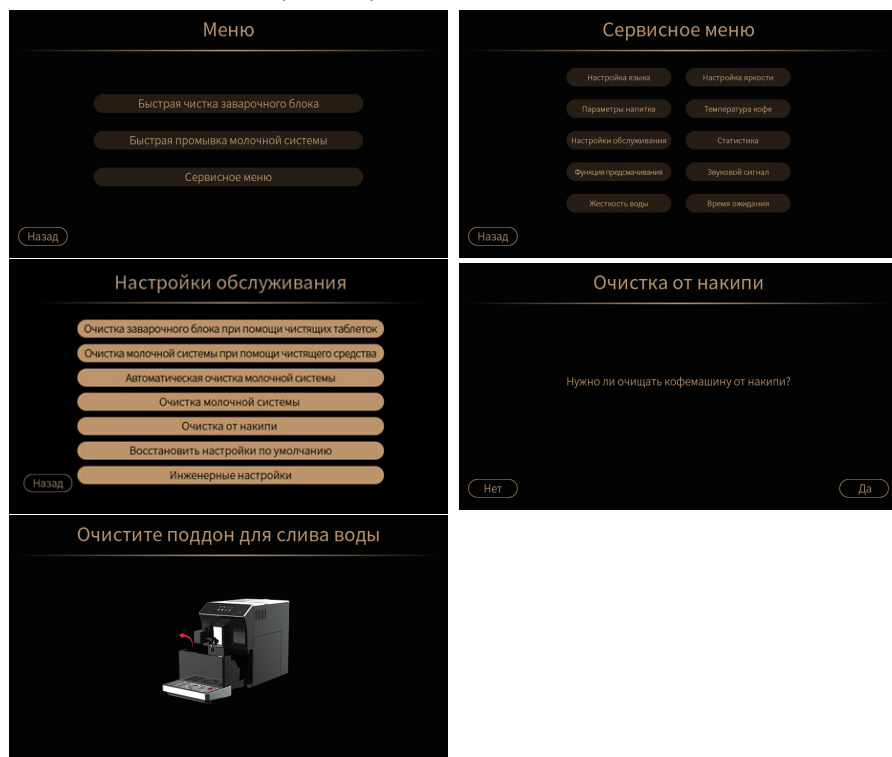 Меню
Быстрая чистка заварочного блока
Быстрая промывка молочной системы
Сервисное меню
Назад
Сервисное меню
Настройка языка
Настройка яркости
Параметры напитка
Температура кофе
Настройки обслуживания
Статистика
Функция предсмачивания
Звуковой сигнал
Жесткость воды
Время ожидания
Назад
Настройки обслуживания
Очистка заварочного блока при помощи чистящих таблеток
Очистка молочной системы при помощи чистящего средства
Автоматическая очистка молочной системы
Очистка молочной системы
Очистка от накипи
Восстановить настройки по умолчанию
Инженерные настройки
Назад
Очистка от накипи
Нужно ли очищать кофемашину от накипи?
Нет
Да
Очистите поддон для слива воды